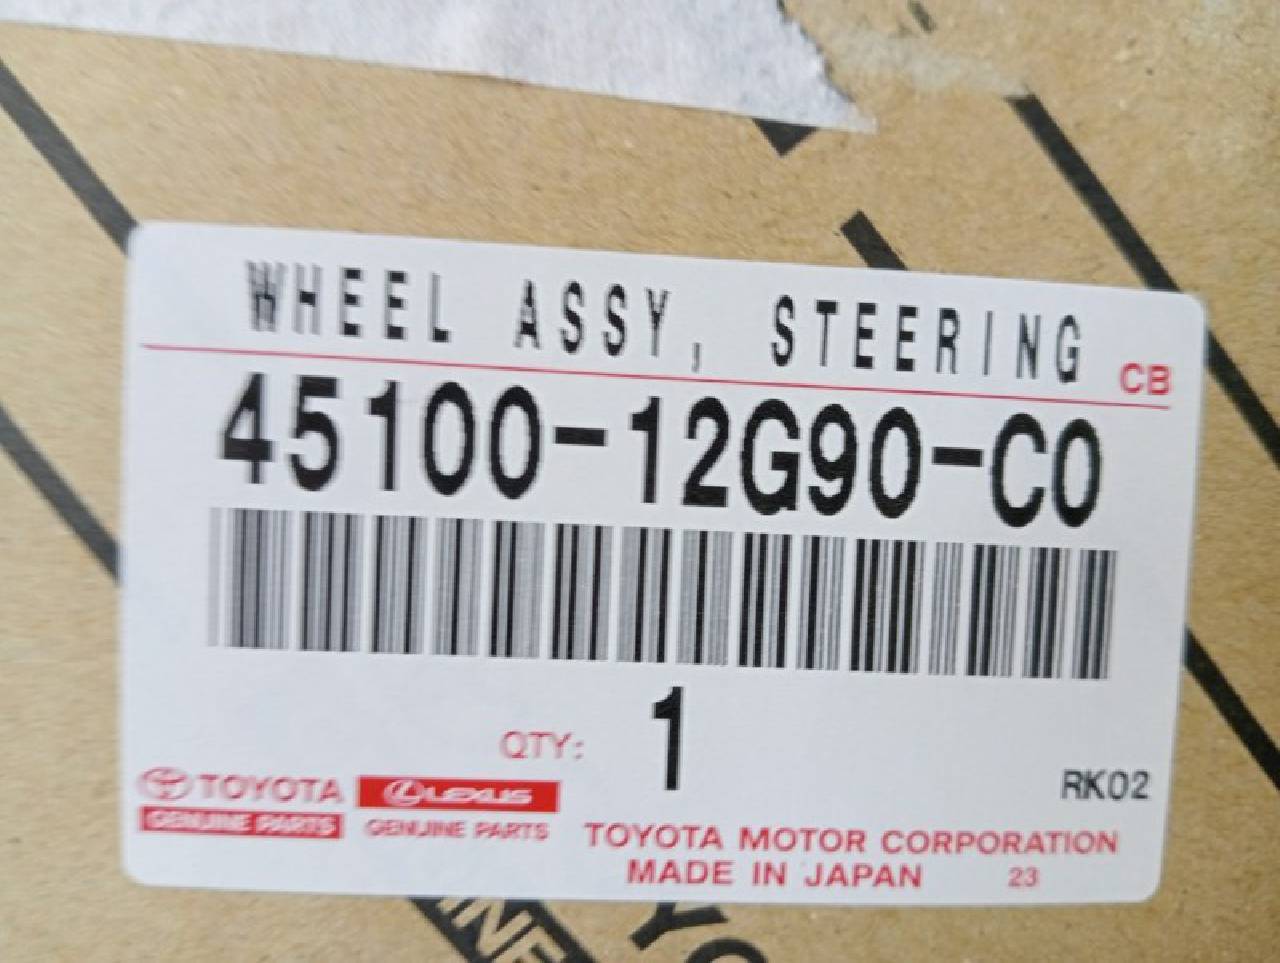 WHEEL ASSY, STEERING
CB
45100-12G90-C0
QTY: 1
RK02
TOYOTA
GENUINE PARTS
LEXUS
GENUINE PARTS
TOYOTA MOTOR CORPORATION
MADE IN JAPAN 23